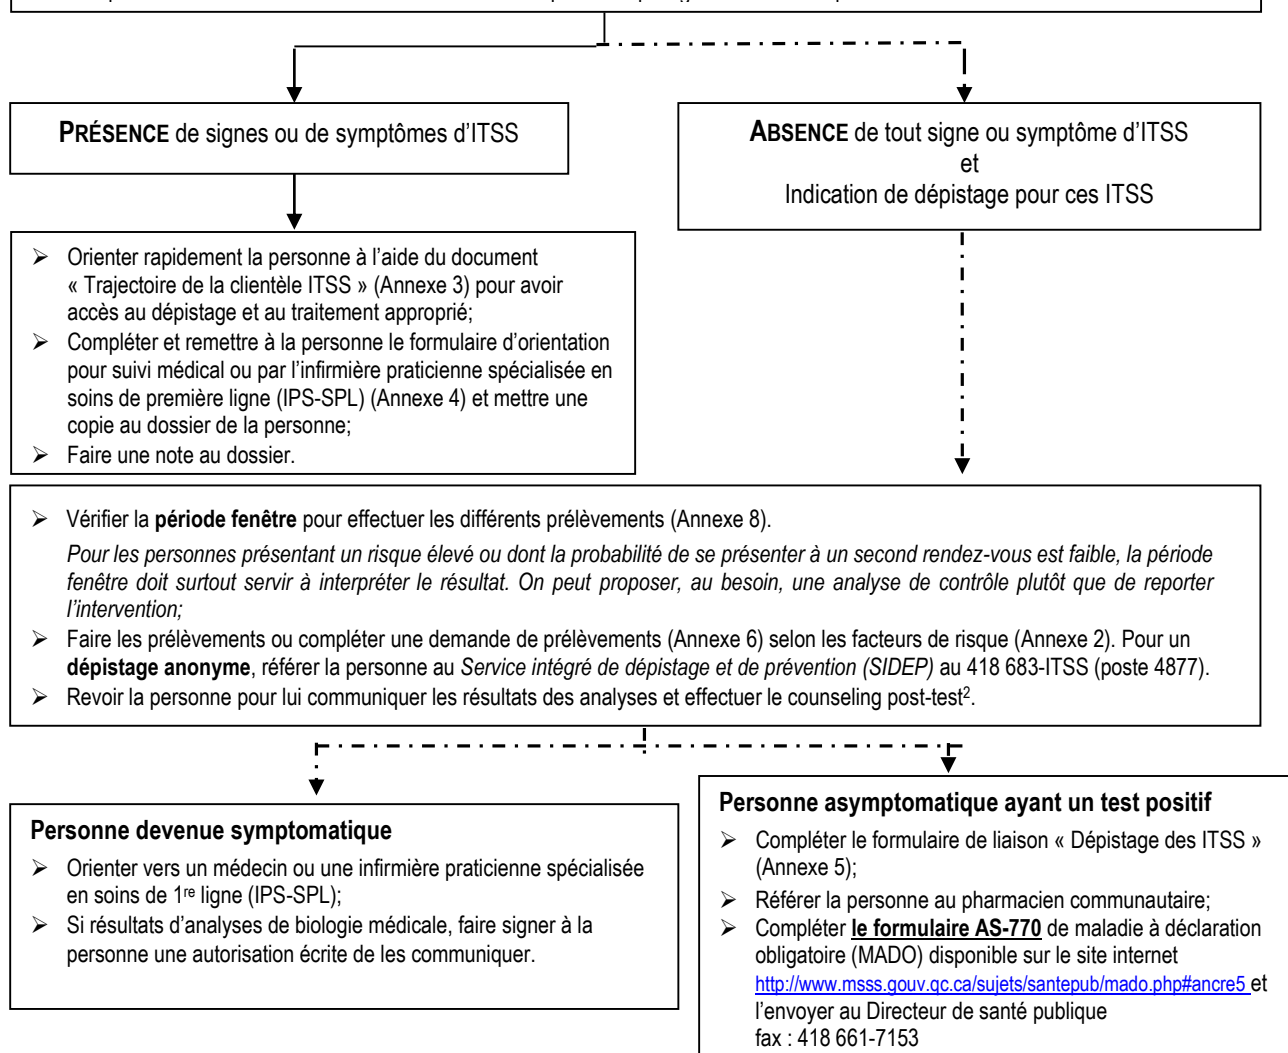 PRÉSENCE de signes ou de symptômes d’ITSS
ABSENCE de tout signe ou symptôme d’ITSS
et
Indication de dépistage pour ces ITSS
➢ Orienter rapidement la personne à l’aide du document
« Trajectoire de la clientèle ITSS » (Annexe 3) pour avoir
accès au dépistage et au traitement approprié;
➢ Compléter et remettre à la personne le formulaire d’orientation
pour suivi médical ou par l’infirmière praticienne spécialisée en
soins de première ligne (IPS-SPL) (Annexe 4) et mettre une
copie au dossier de la personne;
➢ Faire une note au dossier.
➢ Vérifier la période fenêtre pour effectuer les différents prélèvements (Annexe 8).
Pour les personnes présentant un risque élevé ou dont la probabilité de se présenter à un second rendez-vous est faible, la période
fenêtre doit surtout servir à interpréter le résultat. On peut proposer, au besoin, une analyse de contrôle plutôt que de reporter
l’intervention;
➢ Faire les prélèvements ou compléter une demande de prélèvements (Annexe 6) selon les facteurs de risque (Annexe 2). Pour un
dépistage anonyme, référer la personne au Service intégré de dépistage et de prévention (SIDEP) au 418 683-ITSS (poste 4877).
➢ Revoir la personne pour lui communiquer les résultats des analyses et effectuer le counseling post-test2.
Personne devenue symptomatique
➢ Orienter vers un médecin ou une infirmière praticienne spécialisée
en soins de 1re ligne (IPS-SPL);
➢ Si résultats d’analyses de biologie médicale, faire signer à la
personne une autorisation écrite de les communiquer.
Personne asymptomatique ayant un test positif
➢ Compléter le formulaire de liaison « Dépistage des ITSS »
(Annexe 5);
➢ Référer la personne au pharmacien communautaire;
➢ Compléter le formulaire AS-770 de maladie à déclaration
obligatoire (MADO) disponible sur le site internet
http://www.msss.gouv.qc.ca/sujets/santepub/mado.php#ancre5 et
l’envoyer au Directeur de santé publique
fax : 418 661-7153